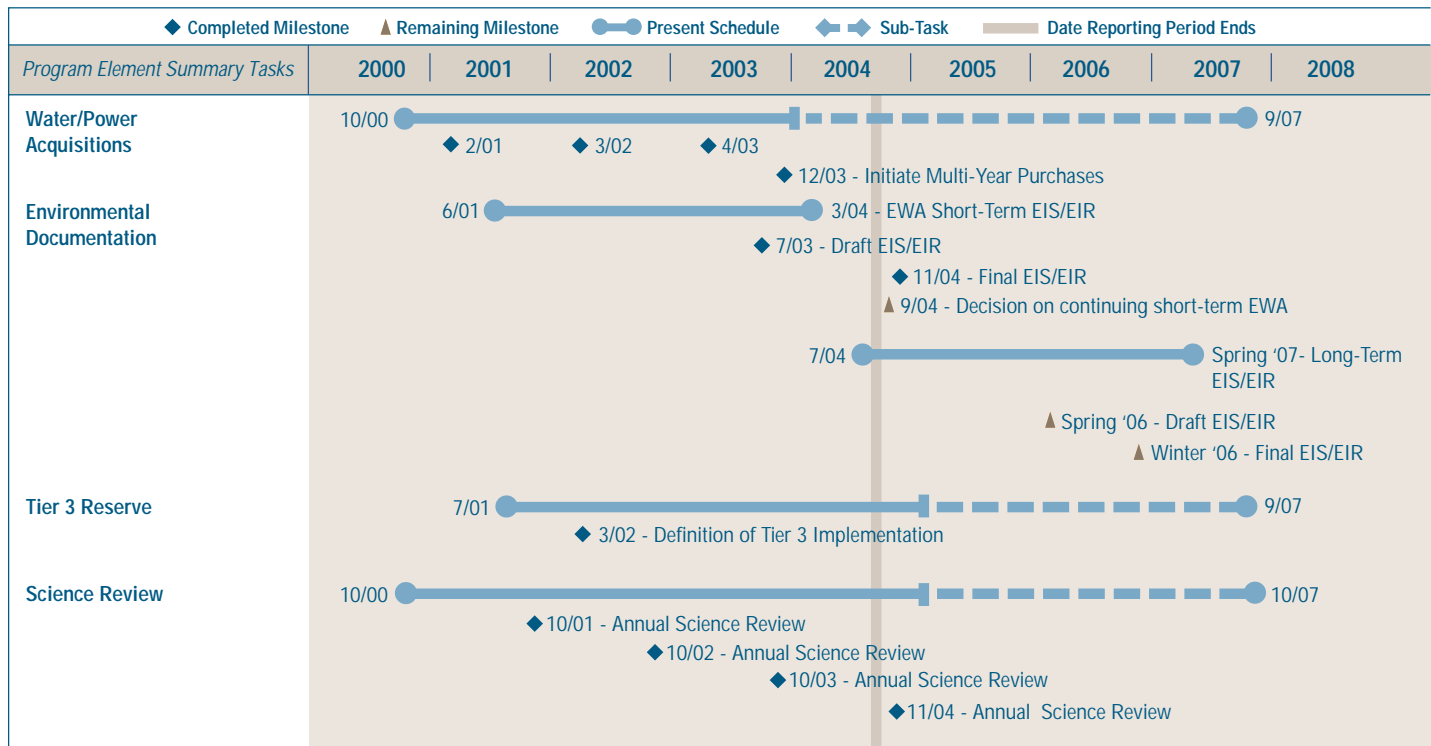 Completed Milestone Remaining Milestone Present Schedule Sub-Task Date Reporting Period Ends
Program Element Summary Tasks 2000 2001 2002 2003 2004 2005 2006 2007 2008
Water/Power
Acquisitions
10/00 9/07
2/01 3/02 4/03
12/03 - Initiate Multi-Year Purchases
Environmental
Documentation
6/01 3/04 - EWA Short-Term EIS/EIR
7/03 - Draft EIS/EIR
11/04 - Final EIS/EIR
9/04 - Decision on continuing short-term EWA
7/04 Spring ‘07- Long-Term
EIS/EIR
Spring ‘06 - Draft EIS/EIR
Winter ‘06 - Final EIS/EIR
Tier 3 Reserve
7/01 9/07
3/02 - Definition of Tier 3 Implementation
Science Review
10/00 10/07
10/01 - Annual Science Review
10/02 - Annual Science Review
10/03 - Annual Science Review
11/04 - Annual Science Review